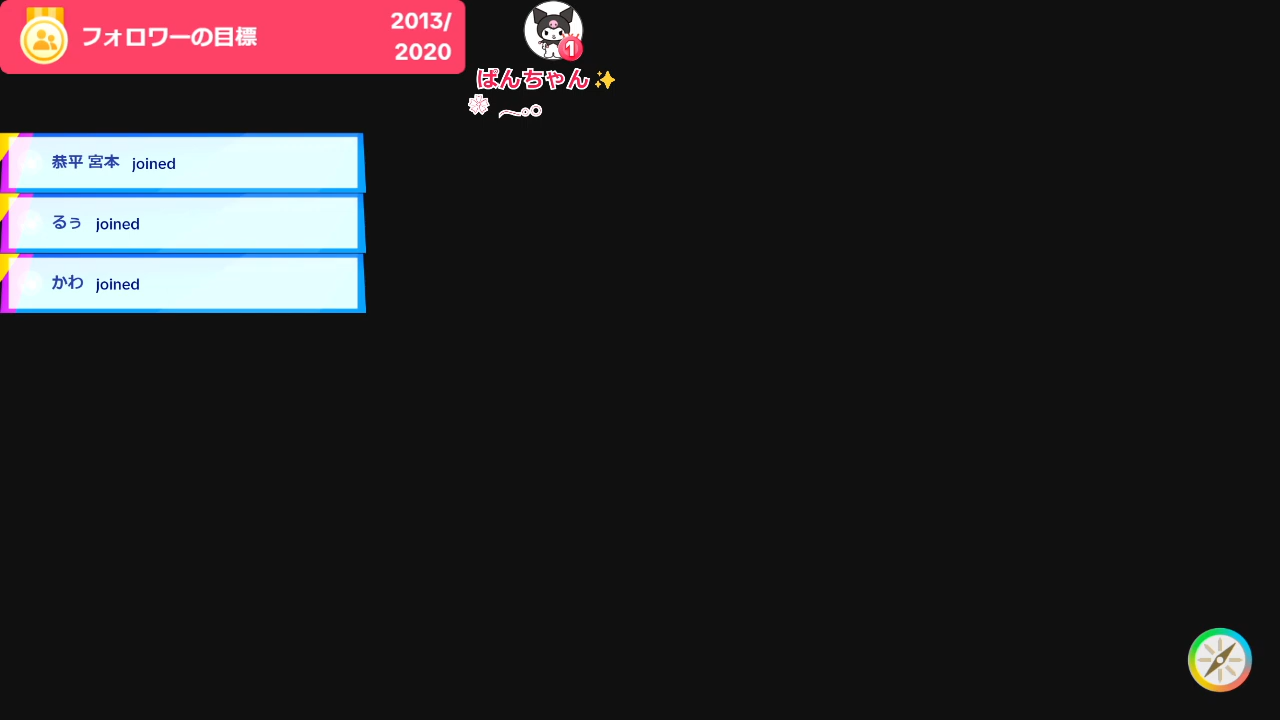 フォロワーの目標
2013/
2020
1
ぱんちゃん✨
🌸 ︎︎෴ంం
恭平 宮本 joined
るぅ joined
かわ joined